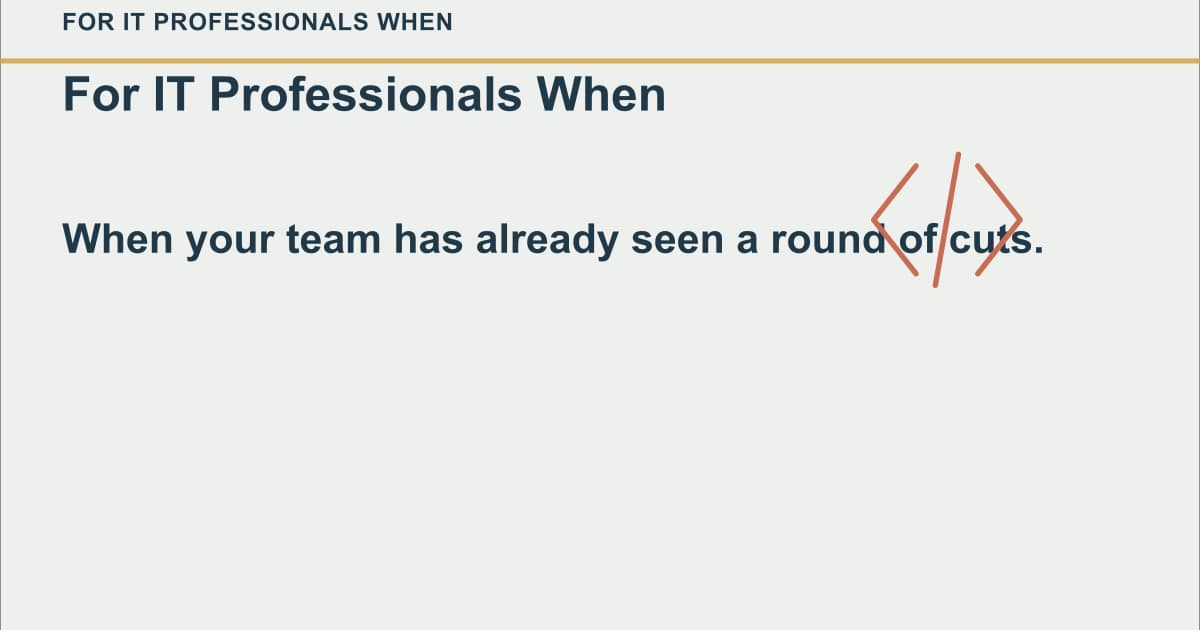 FOR IT PROFESSIONALS WHEN
For IT Professionals When
When your team has already seen a round of cuts.